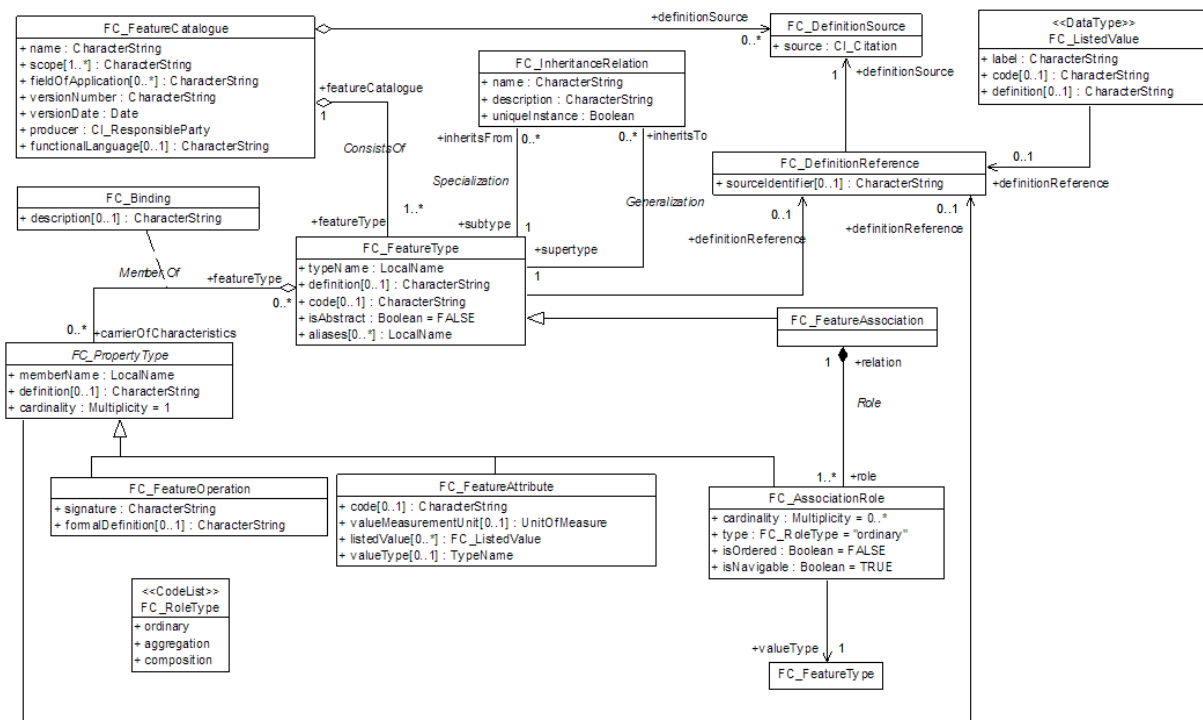 FC_FeatureCatalogue
+ name : CharacterString
+ scope[1..*] : CharacterString
+ fieldOfApplication[0..*] : CharacterString
+ versionNumber : CharacterString
+ versionDate : Date
+ producer : CI_ResponsibleParty
+ functionalLanguage[0..1] : CharacterString
+definitionSource
0..*
FC_DefinitionSource
+ source : CI_Citation
1
+definitionSource
<<DataType>>
FC_ListedValue
+ label : CharacterString
+ code[0..1] : CharacterString
+ definition[0..1] : CharacterString
FC_InheritanceRelation
+ name : CharacterString
+ description : CharacterString
+ uniqueInstance : Boolean
+featureCatalogue
1
ConsistsOf
1..*
+featureType
+inheritsFrom
0..*
0..*
+inheritsTo
Specialization
Generalization
+subtype
1
+supertype
1
FC_DefinitionReference
+ sourceIdentifier[0..1] : CharacterString
0..1
+definitionReference
0..1
+definitionReference
0..1
+definitionReference
FC_Binding
+ description[0..1] : CharacterString
Member Of
+featureType
0..*
0..*
+carrierOfCharacteristics
FC_FeatureType
+ typeName : LocalName
+ definition[0..1] : CharacterString
+ code[0..1] : CharacterString
+ isAbstract : Boolean = FALSE
+ aliases[0..*] : LocalName
FC_FeatureAssociation
1
+relation
Role
1..*
+role
FC_PropertyType
+ memberName : LocalName
+ definition[0..1] : CharacterString
+ cardinality : Multiplicity = 1
FC_FeatureOperation
+ signature : CharacterString
+ formalDefinition[0..1] : CharacterString
FC_FeatureAttribute
+ code[0..1] : CharacterString
+ valueMeasurementUnit[0..1] : UnitOfMeasure
+ listedValue[0..*] : FC_ListedValue
+ valueType[0..1] : TypeName
FC_AssociationRole
+ cardinality : Multiplicity = 0..*
+ type : FC_RoleType = "ordinary"
+ isOrdered : Boolean = FALSE
+ isNavigable : Boolean = TRUE
<<CodeList>>
FC_RoleType
+ ordinary
+ aggregation
+ composition
+valueType
1
FC_FeatureType